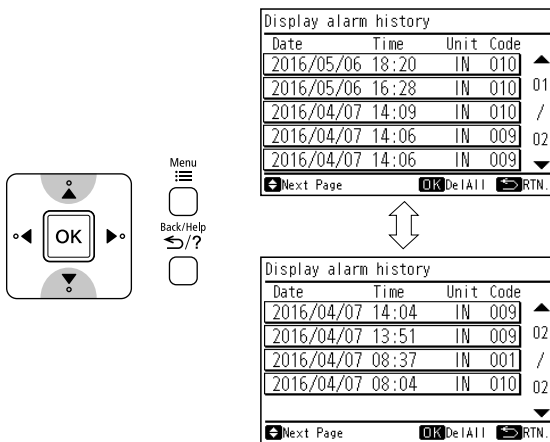 Menu
Back/Help
?
OK
Display alarm history
Date Time Unit Code
2016/05/06 18:20 IN 010
2016/05/06 16:28 IN 010
2016/04/07 14:09 IN 010
2016/04/07 14:06 IN 009
2016/04/07 14:06 IN 009
01
/
02
Next Page OK DelAll RTN.
Display alarm history
Date Time Unit Code
2016/04/07 14:04 IN 009
2016/04/07 13:51 IN 009
2016/04/07 08:37 IN 001
2016/04/07 08:04 IN 010
02
/
02
Next Page OK DelAll RTN.